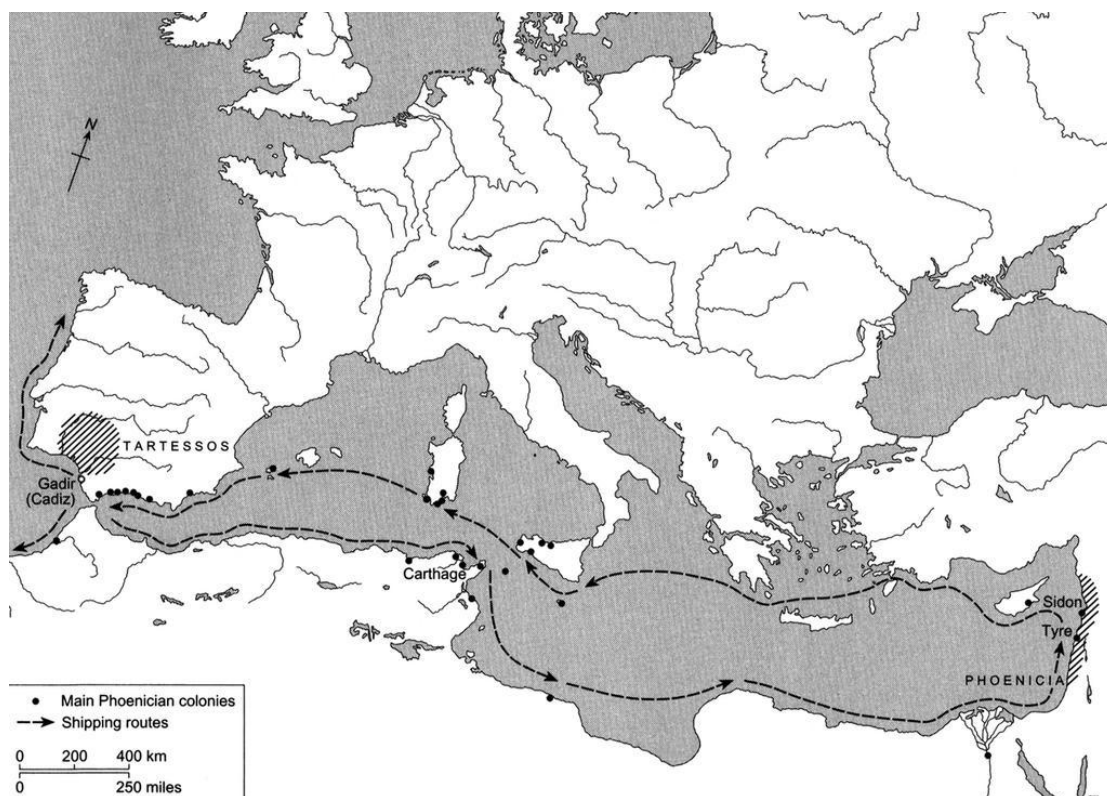 N
TARTESSOS
Gadir
(Cadiz)
Carthage
Sidon
Tyre
PHOENICIA
Main Phoenician colonies
Shipping routes
0 200 400 km
0 250 miles